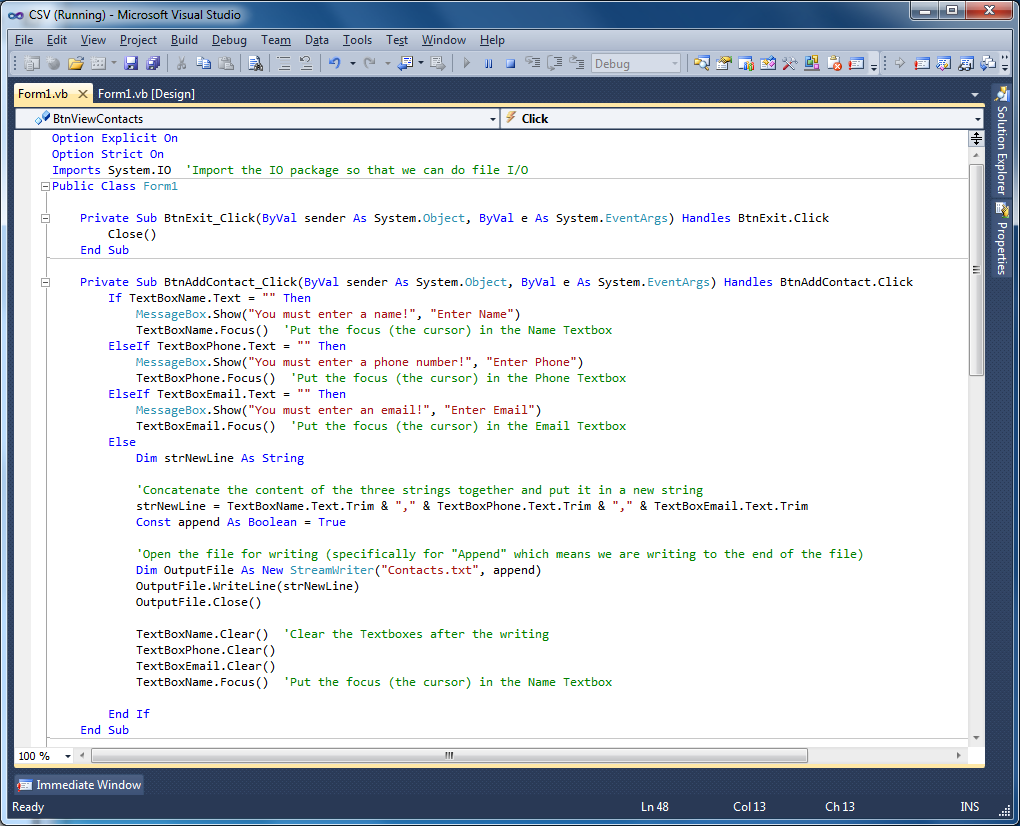 CSV (Running) - Microsoft Visual Studio
File Edit View Project Build Debug Team Data Tools Test Window Help
Debug
Form1.vb Form1.vb [Design]
BtnViewContacts Click
Option Explicit On
Option Strict On
Imports System.IO  'Import the IO package so that we can do file I/O
Public Class Form1
Private Sub BtnExit_Click(ByVal sender As System.Object, ByVal e As System.EventArgs) Handles BtnExit.Click
Close()
End Sub
Private Sub BtnAddContact_Click(ByVal sender As System.Object, ByVal e As System.EventArgs) Handles BtnAddContact.Click
If TextBoxName.Text = "" Then
MessageBox.Show("You must enter a name!", "Enter Name")
TextBoxName.Focus()  'Put the focus (the cursor) in the Name Textbox
ElseIf TextBoxPhone.Text = "" Then
MessageBox.Show("You must enter a phone number!", "Enter Phone")
TextBoxPhone.Focus()  'Put the focus (the cursor) in the Phone Textbox
ElseIf TextBoxEmail.Text = "" Then
MessageBox.Show("You must enter an email!", "Enter Email")
TextBoxEmail.Focus()  'Put the focus (the cursor) in the Email Textbox
Else
Dim strNewLine As String
'Concatenate the content of the three strings together and put it in a new string
strNewLine = TextBoxName.Text.Trim & "," & TextBoxPhone.Text.Trim & "," & TextBoxEmail.Text.Trim
Const append As Boolean = True
'Open the file for writing (specifically for "Append" which means we are writing to the end of the file)
Dim OutputFile As New StreamWriter("Contacts.txt", append)
OutputFile.WriteLine(strNewLine)
OutputFile.Close()
TextBoxName.Clear()  'Clear the Textboxes after the writing
TextBoxPhone.Clear()
TextBoxEmail.Clear()
TextBoxName.Focus()  'Put the focus (the cursor) in the Name Textbox
End If
End Sub
100 %
Solution Explorer
Properties
Immediate Window
Ready Ln 48 Col 13 Ch 13 INS